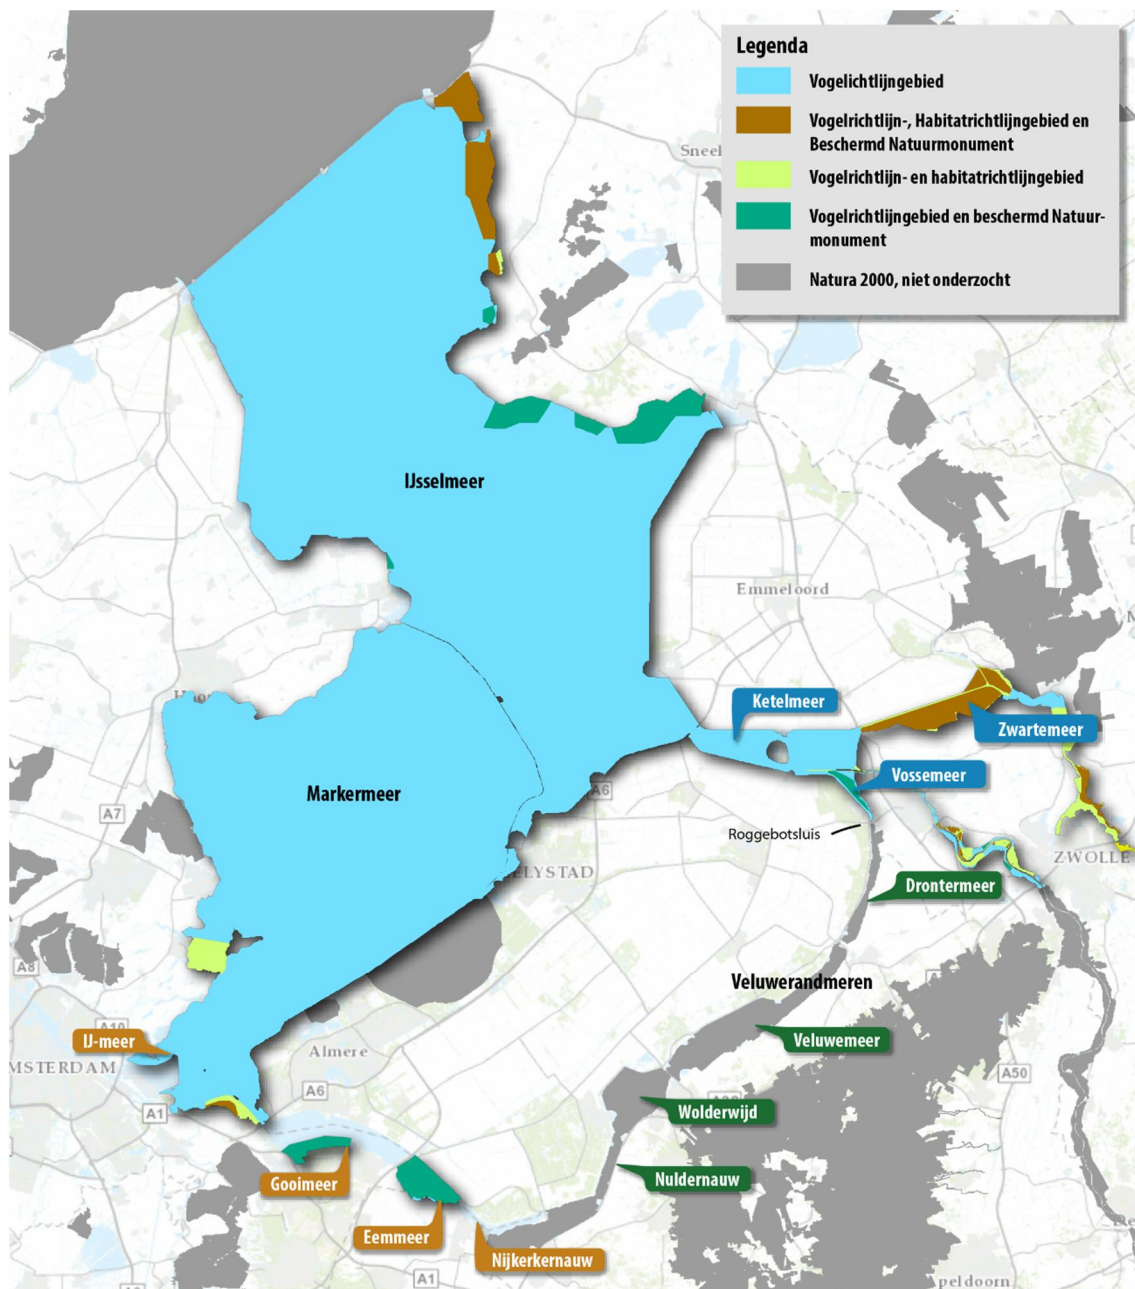 Legenda
Vogelichtlijngebied
Vogelrichtlijn-, Habitatrichtlijngebied en
Beschermd Natuurmonument
Vogelrichtlijn- en habitatrichtlijngebied
Vogelrichtlijngebied en beschermd Natuur-
monument
Natura 2000, niet onderzocht
Sneek
IJsselmeer
Emmeloord
Ketelmeer
Zwartemeer
Vossemeer
Markermeer
A6
A7
Roggebotsluis
ZWOLLE
ELYSTAD
Drontermeer
A8
Veluwerandmeren
A10
IJ-meer
Veluwemeer
Almere
MSTERDAM
A50
A6
A1
Wolderwijd
Gooimeer
Nuldernauw
Eemmeer
Nijkerkernauw
A1
peldoorn